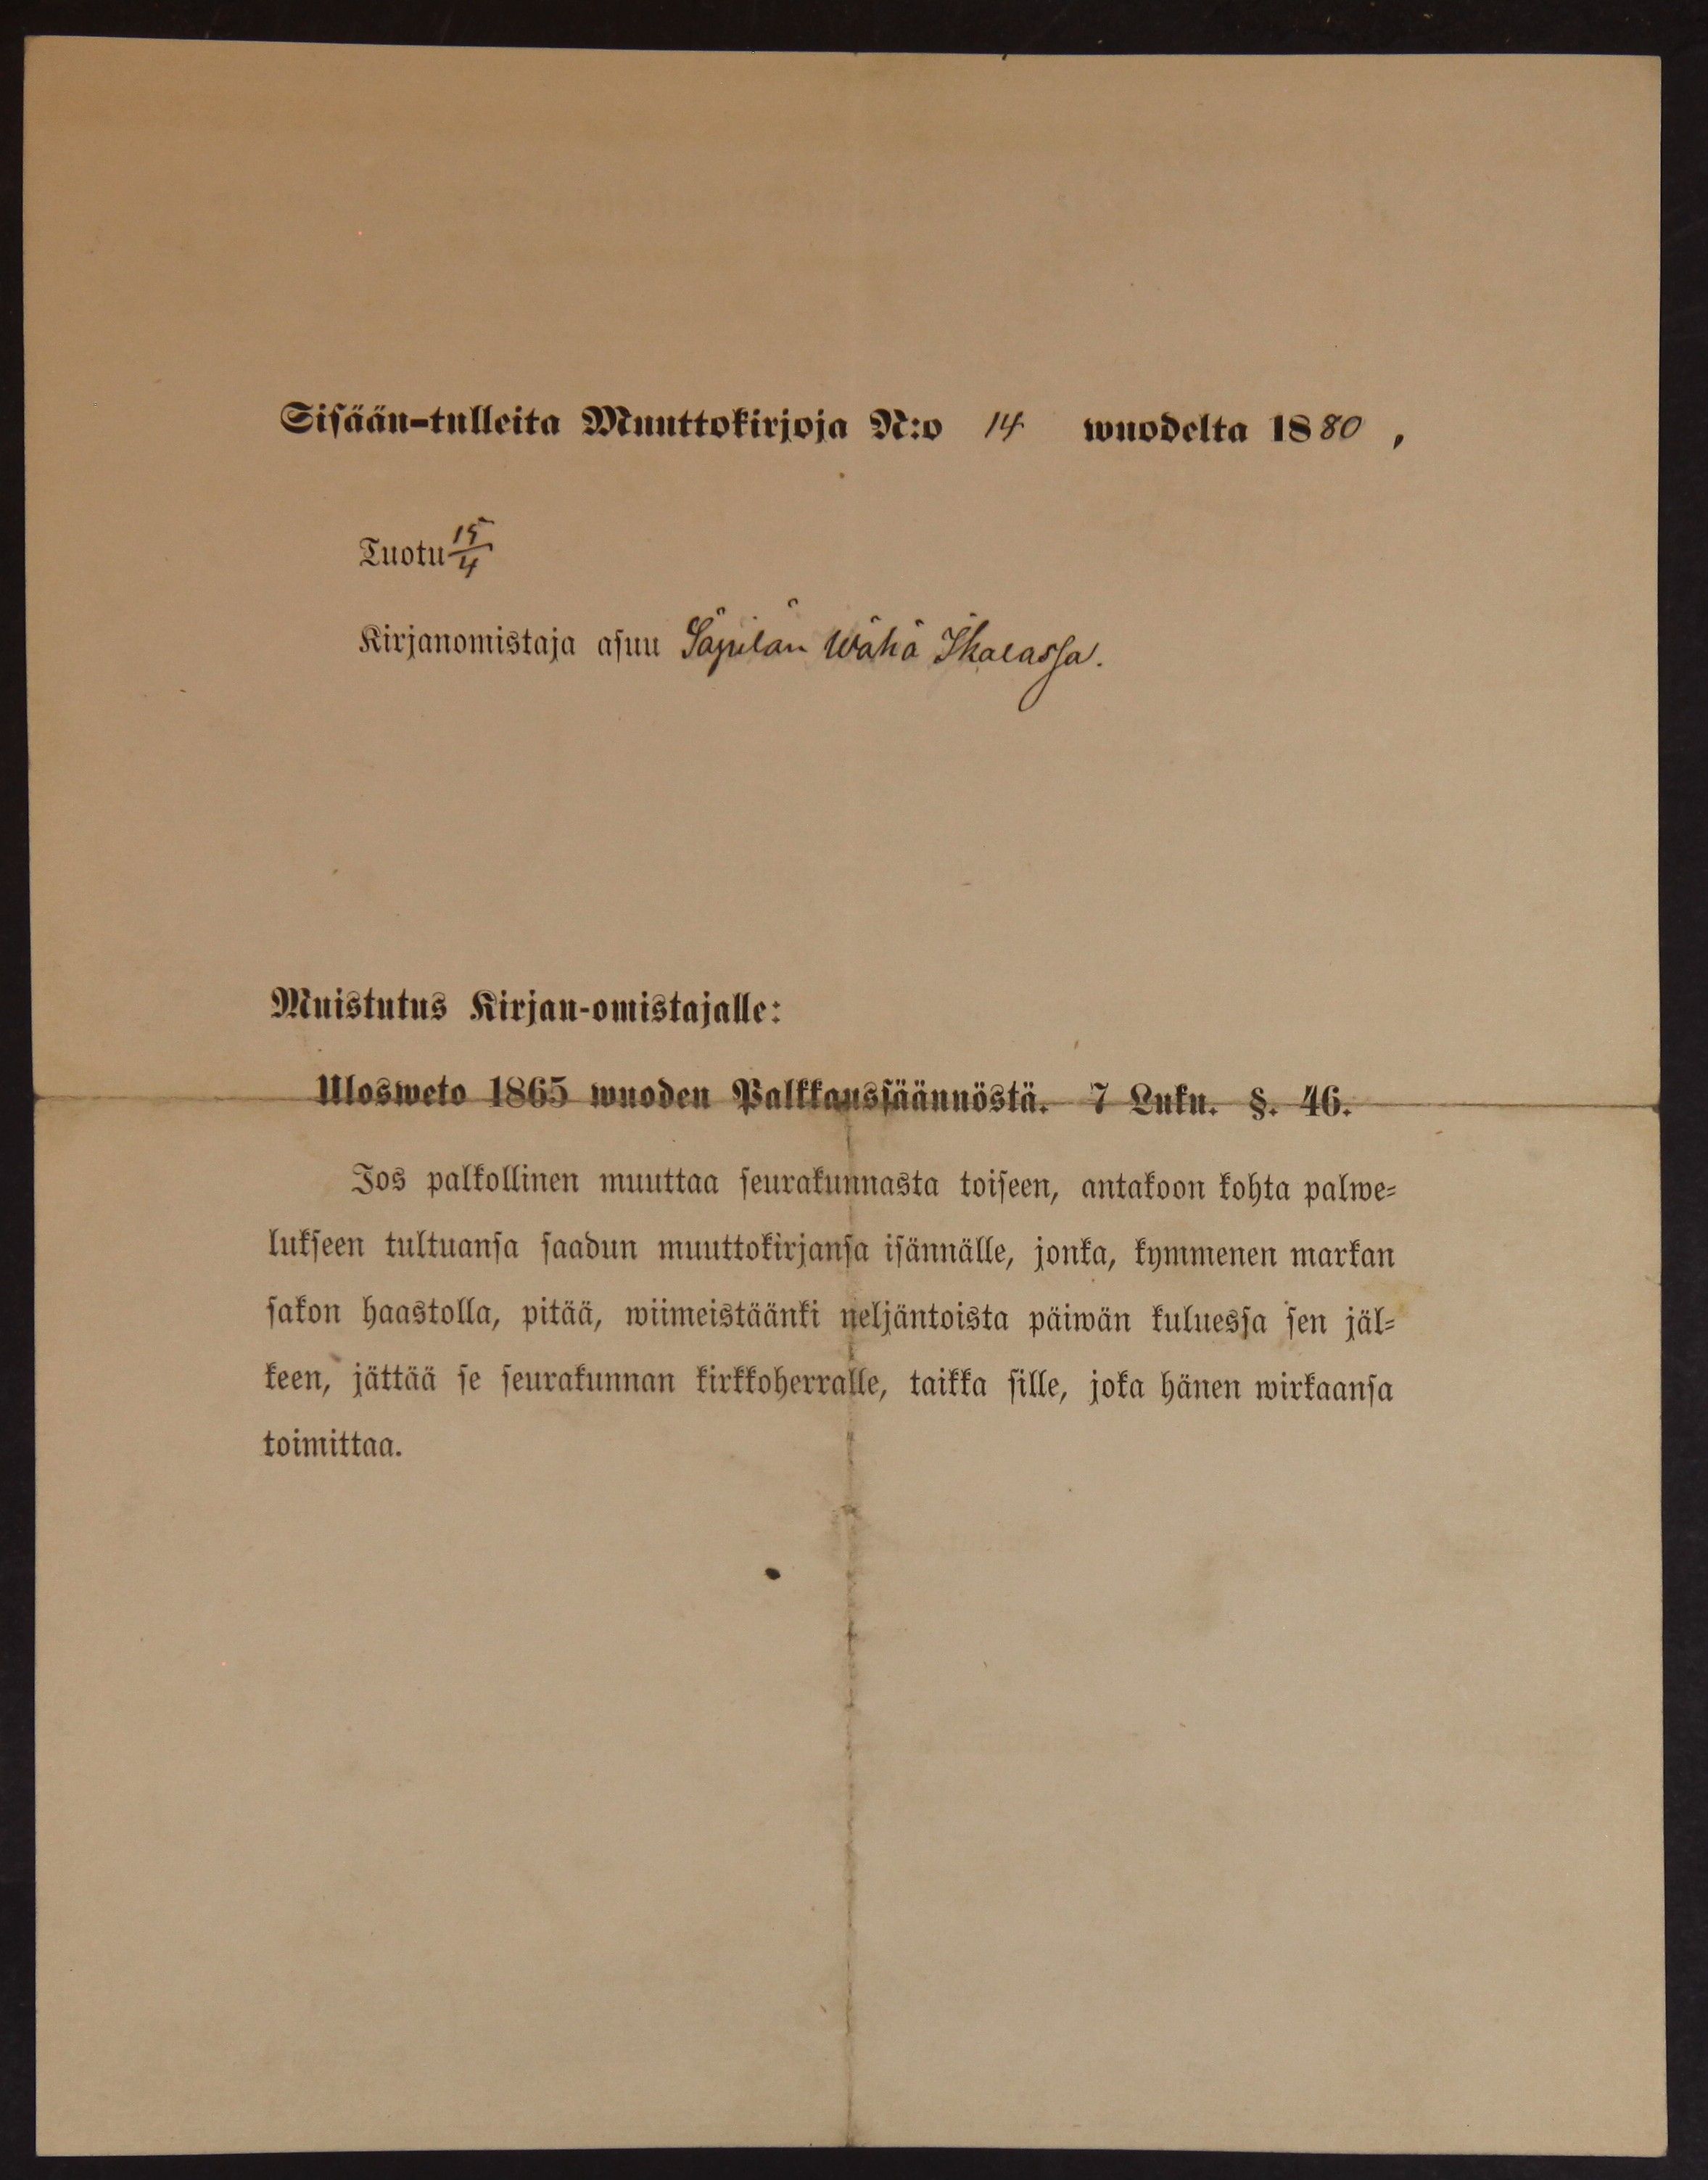 Sisään-tulleita Muuttokirjoja N:o 14 wuodelta 1880,
Tuotu 15/4
Kirjanomistaja asuu Säpilän Wähä Ikalassa.
Muistutus Kirjan-omistajalle:
Ulosweto 1865 wuoden Palkkaussäännöstä. 7 Luku. §. 46.
Jos palkollinen muuttaa seurakunnasta toiseen, antakoon kohta palwe=
lukseen tultuansa saadun muuttokirjansa isännälle, jonka, kymmenen markan
sakon haastolla, pitää, wiimeistäänki neljäntoista päiwän kuluessa sen jäl=
keen, jättää se seurakunnan kirkkoherralle, taikka sille, joka hänen wirkaansa
toimittaa.